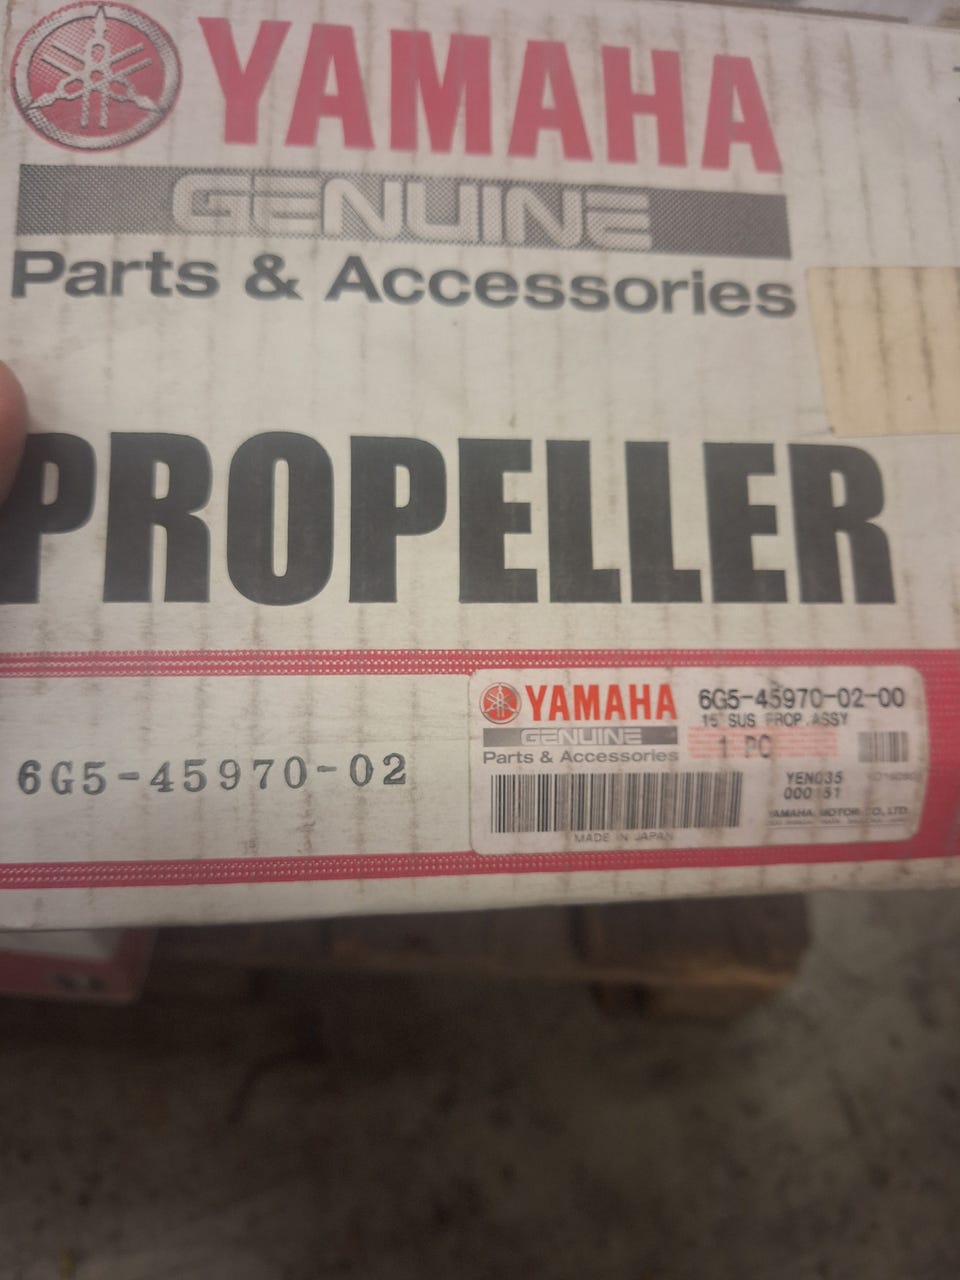 YAMAHA
GENUINE
Parts & Accessories
PROPELLER
6G5-45970-02
YAMAHA
GENUINE
Parts & Accessories
6G5-45970-02-00
15" SUS PROP.ASSY
1 PC
YEN035
000151
YAMAHA MOTOR CO., LTD.
MADE IN JAPAN